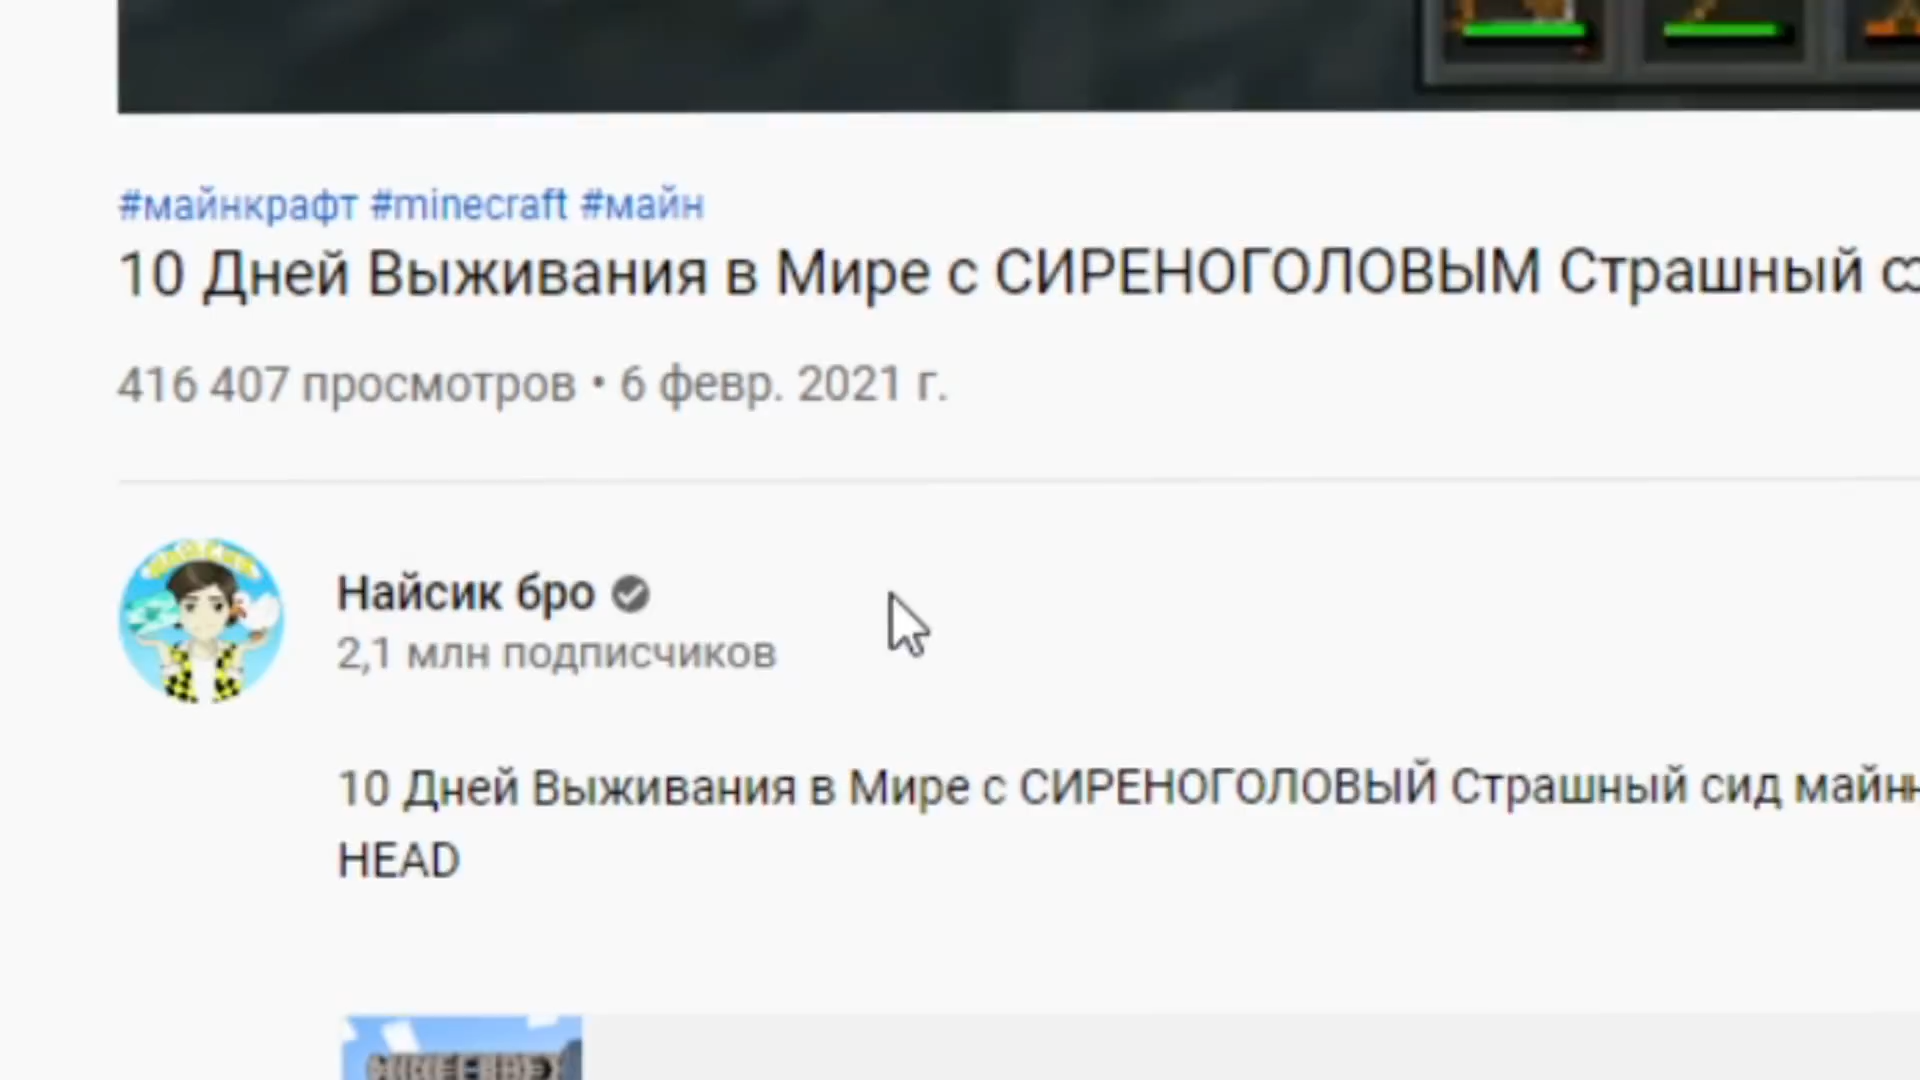 #майнкрафт #minecraft #майн
10 Дней Выживания в Мире с СИРЕНОГОЛОВЫМ Страшный
416 407 просмотров • 6 февр. 2021 г.
Найсик бро
2,1 млн подписчиков
10 Дней Выживания в Мире с СИРЕНОГОЛОВЫЙ Страшный сид
HEAD
MINECRAFT